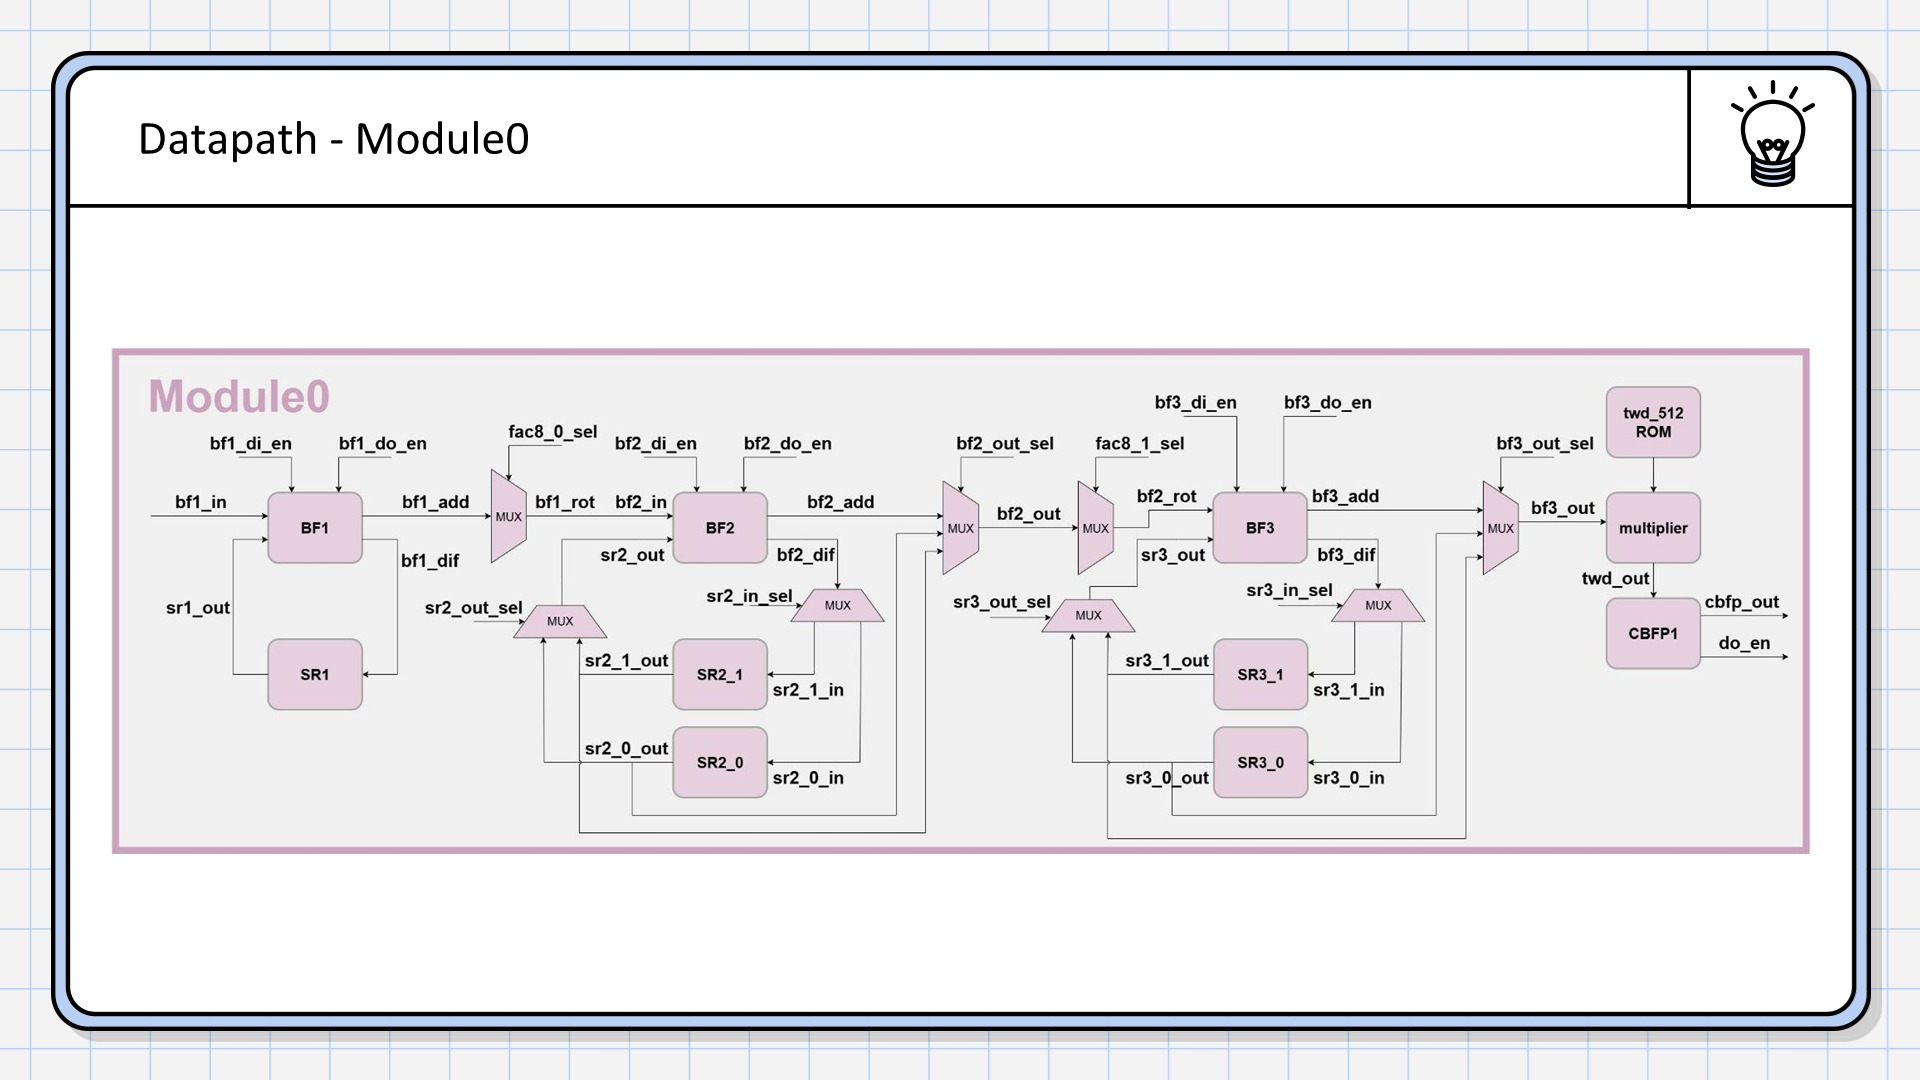 Datapath - Module0
Module0
bf1_di_en
bf1_do_en
fac8_0_sel
bf2_di_en
bf2_do_en
bf2_out_sel
fac8_1_sel
bf3_di_en
bf3_do_en
bf3_out_sel
twd_512
ROM
bf1_in
BF1
bf1_add
MUX
bf1_rot
bf2_in
BF2
bf2_add
MUX
bf2_out
MUX
bf2_rot
BF3
bf3_add
MUX
bf3_out
multiplier
sr1_out
bf1_dif
sr2_out
bf2_dif
sr3_out
bf3_dif
twd_out
sr2_out_sel
MUX
sr2_in_sel
MUX
sr3_out_sel
MUX
sr3_in_sel
MUX
CBFP1
cbfp_out
do_en
SR1
sr2_1_out
SR2_1
sr2_1_in
sr3_1_out
SR3_1
sr3_1_in
sr2_0_out
SR2_0
sr2_0_in
sr3_0_out
SR3_0
sr3_0_in